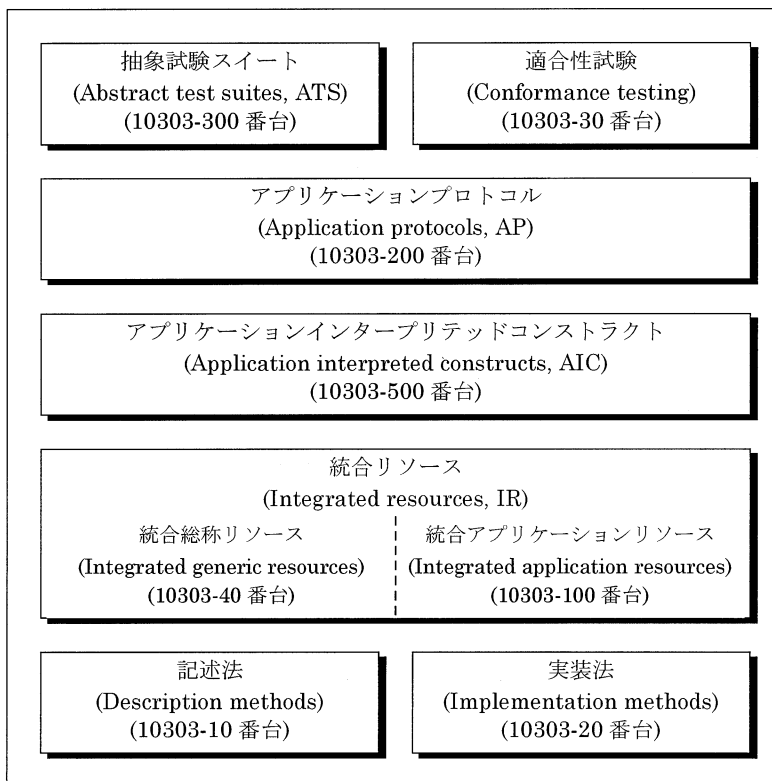 抽象試験スイート
(Abstract test suites, ATS)
(10303-300 番台)
適合性試験
(Conformance testing)
(10303-30 番台)
アプリケーションプロトコル
(Application protocols, AP)
(10303-200 番台)
アプリケーションインタープリテッドコンストラクト
(Application interpreted constructs, AIC)
(10303-500 番台)
統合リソース
(Integrated resources, IR)
統合総称リソース
(Integrated generic resources)
(10303-40 番台)
統合アプリケーションリソース
(Integrated application resources)
(10303-100 番台)
記述法
(Description methods)
(10303-10 番台)
実装法
(Implementation methods)
(10303-20 番台)